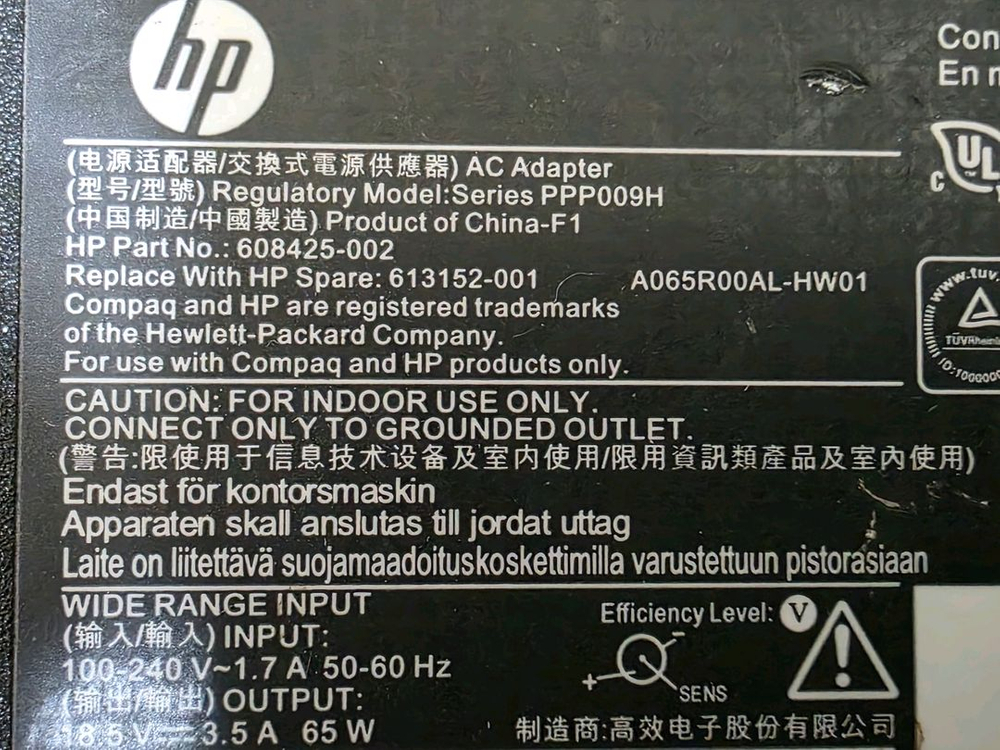 hp
Con
En
(电源适配器/交換式電源供應器) AC Adapter
(型号/型號) Regulatory Model:Series PPP009H
(中国制造/中國製造) Product of China-F1
HP Part No.: 608425-002
Replace With HP Spare: 613152-001 A065R00AL-HW01
Compaq and HP are registered trademarks
of the Hewlett-Packard Company.
For use with Compaq and HP products only.
C UL
www.tuv
TÜVRheinl
ID:1000000
CAUTION: FOR INDOOR USE ONLY.
CONNECT ONLY TO GROUNDED OUTLET.
(警告:限使用于信息技术设备及室内使用/限用資訊類產品及室內使用)
Endast för kontorsmaskin
Apparaten skall anslutas till jordat uttag
Laite on liitettävä suojamaadoituskoskettimilla varustettuun pistorasiaan
WIDE RANGE INPUT
(输入/輸入) INPUT:
100-240 V~1.7 A 50-60 Hz
(输出/輸出) OUTPUT:
18.5 V⎓3.5 A 65 W
Efficiency Level: V
- + SENS
制造商:高效电子股份有限公司